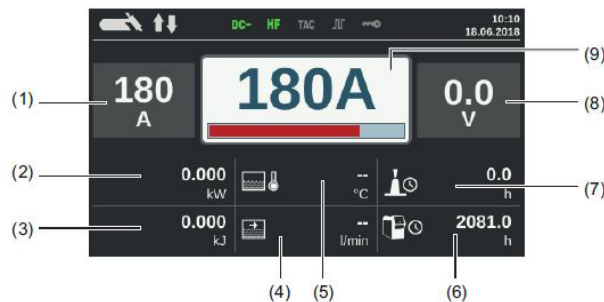 DC- HF TAC 10:10
18.06.2018
(9)
(1) 180 A 180A 0.0 V (8)
(2) 0.000 kW -- °C 0.0 h (7)
(3) 0.000 kJ -- l/min 2081.0 h
(4) (5) (6)